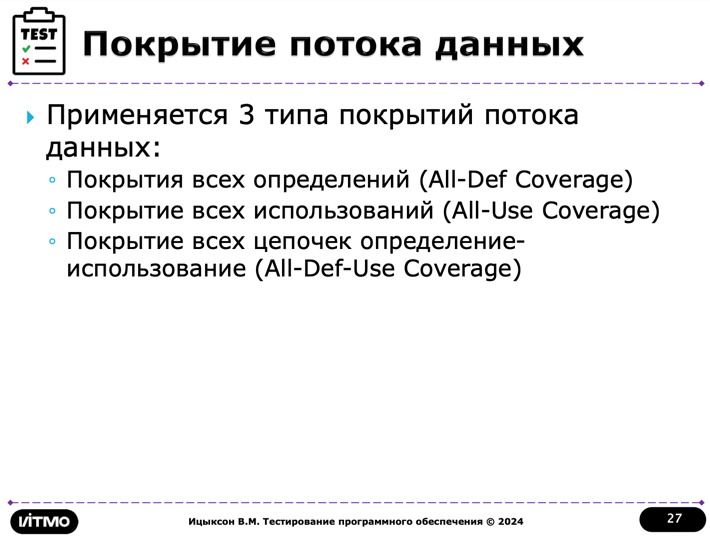 TEST
Покрытие потока данных
Применяется 3 типа покрытий потока
данных:
Покрытия всех определений (All-Def Coverage)
Покрытие всех использований (All-Use Coverage)
Покрытие всех цепочек определение-
использование (All-Def-Use Coverage)
ИТМО
Ицыксон В.М. Тестирование программного обеспечения © 2024
27